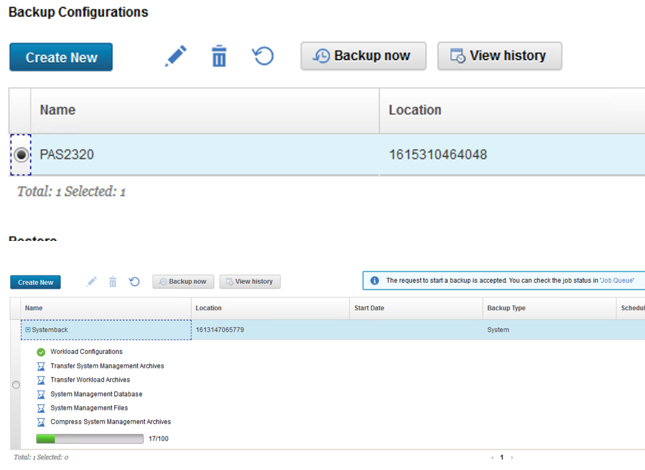 Backup Configurations
Create New Backup now View history
Name Location
PAS2320 1615310464048
Total: 1 Selected: 1
Restore
Create New Backup now View history The request to start a backup is accepted. You can check the job status in 'Job Queue'
Name Location Start Date Backup Type Schedul
Systemback 1613147065779 System
Workload Configurations
Transfer System Management Archives
Transfer Workload Archives
System Management Database
System Management Files
Compress System Management Archives
17/100
Total: 1 Selected: 0 1